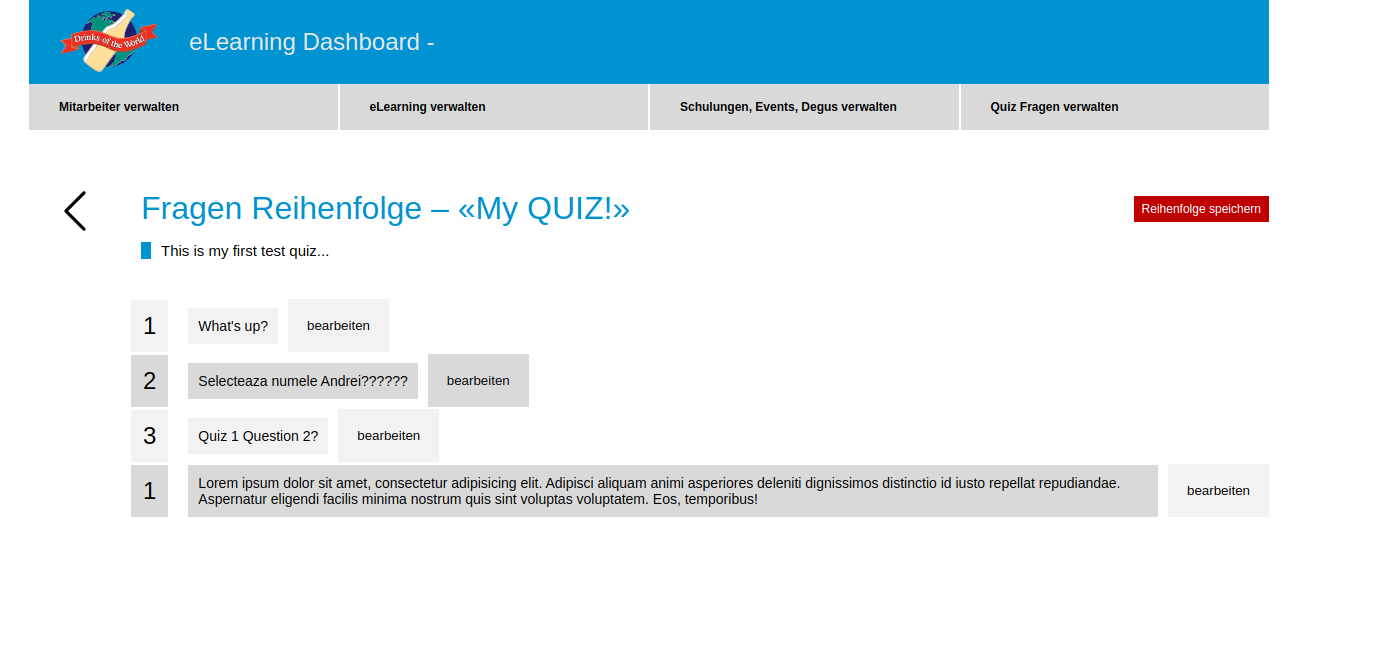 Drinks of the World
eLearning Dashboard -
Mitarbeiter verwalten
eLearning verwalten
Schulungen, Events, Degus verwalten
Quiz Fragen verwalten
Fragen Reihenfolge – «My QUIZ!»
Reihenfolge speichern
This is my first test quiz...
1 What's up? bearbeiten
2 Selecteaza numele Andrei?????? bearbeiten
3 Quiz 1 Question 2? bearbeiten
1 Lorem ipsum dolor sit amet, consectetur adipisicing elit. Adipisci aliquam animi asperiores deleniti dignissimos distinctio id iusto repellat repudiandae.
Aspernatur eligendi facilis minima nostrum quis sint voluptas voluptatem. Eos, temporibus!
bearbeiten